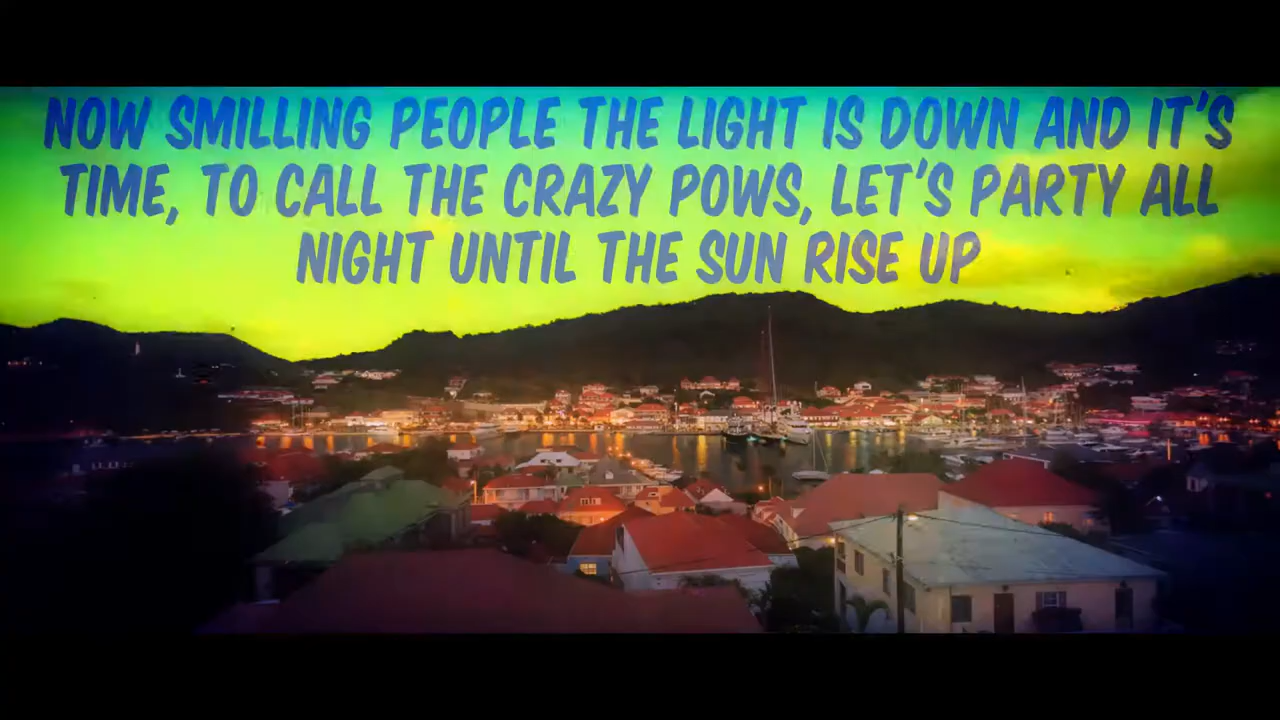 NOW SMILLING PEOPLE THE LIGHT IS DOWN AND IT'S
TIME, TO CALL THE CRAZY POWS, LET'S PARTY ALL
NIGHT UNTIL THE SUN RISE UP